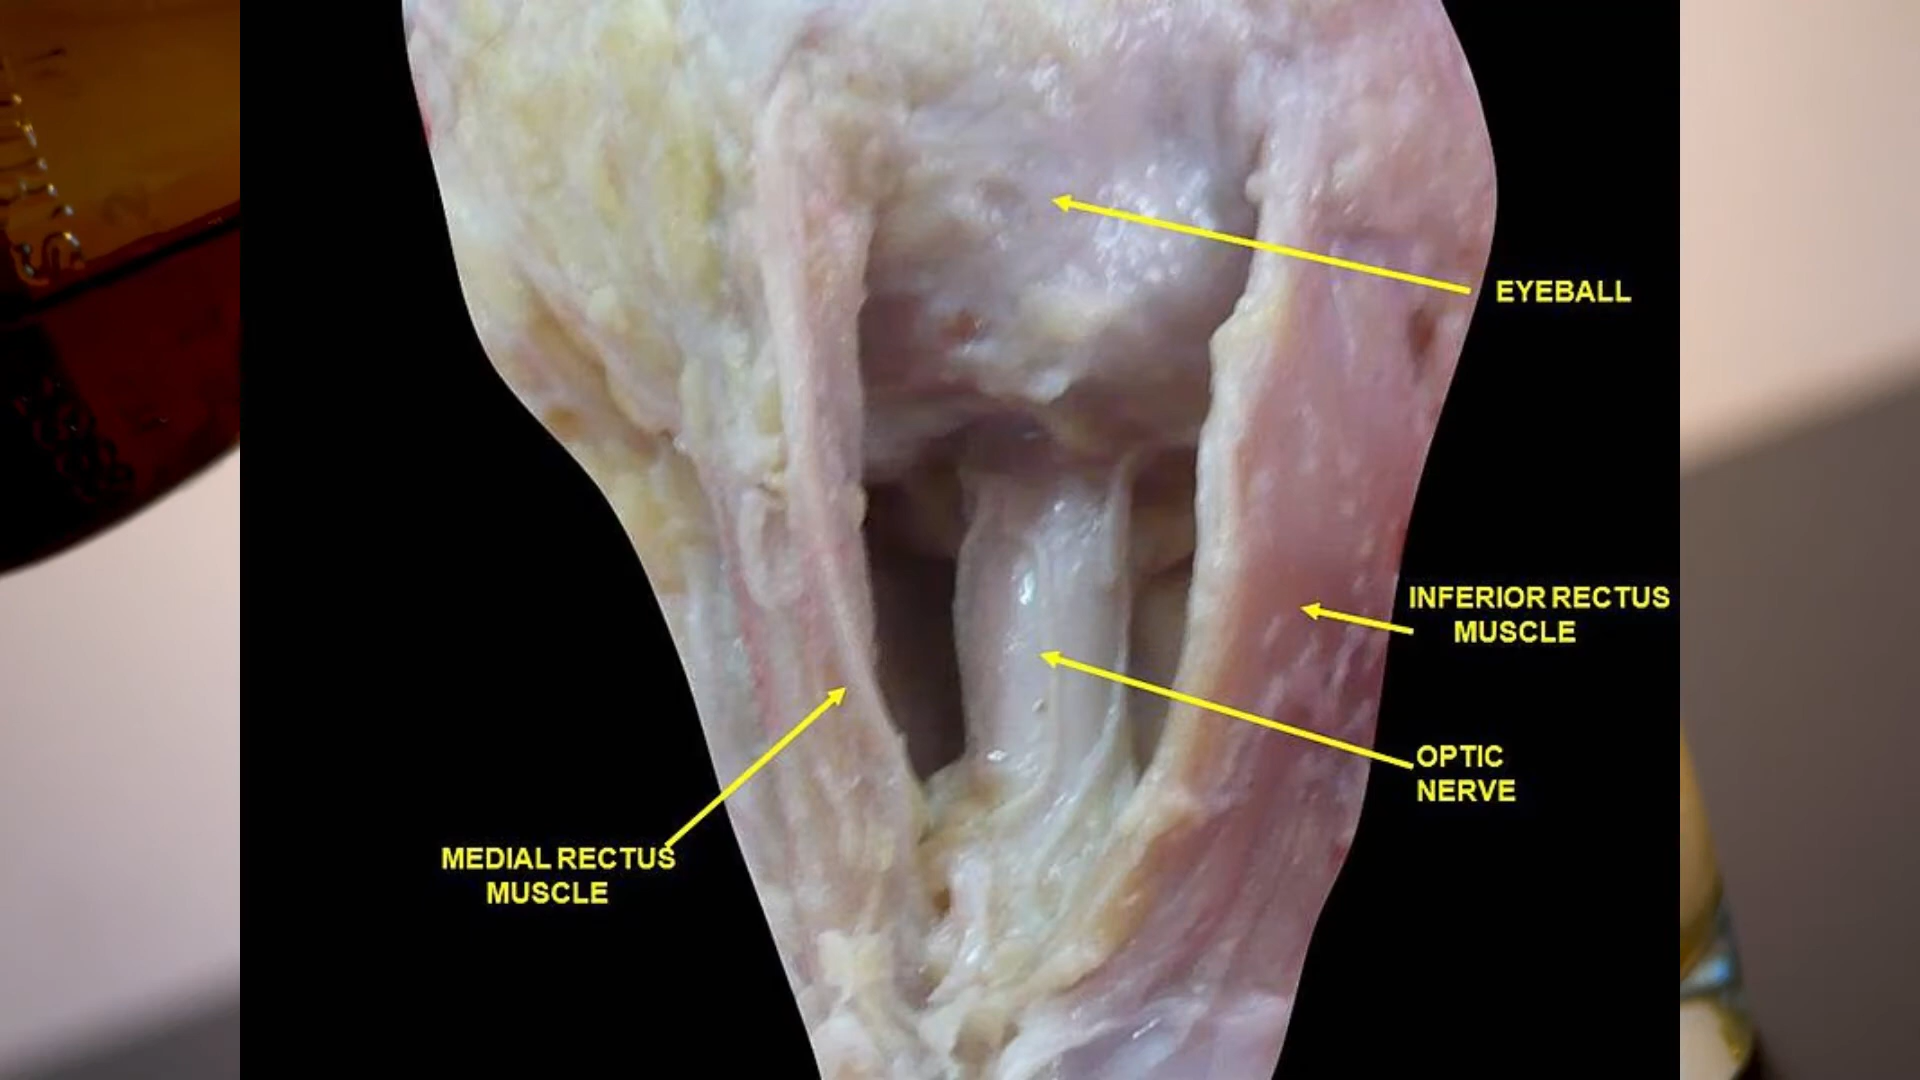 EYEBALL
INFERIOR RECTUS
MUSCLE
OPTIC
NERVE
MEDIAL RECTUS
MUSCLE